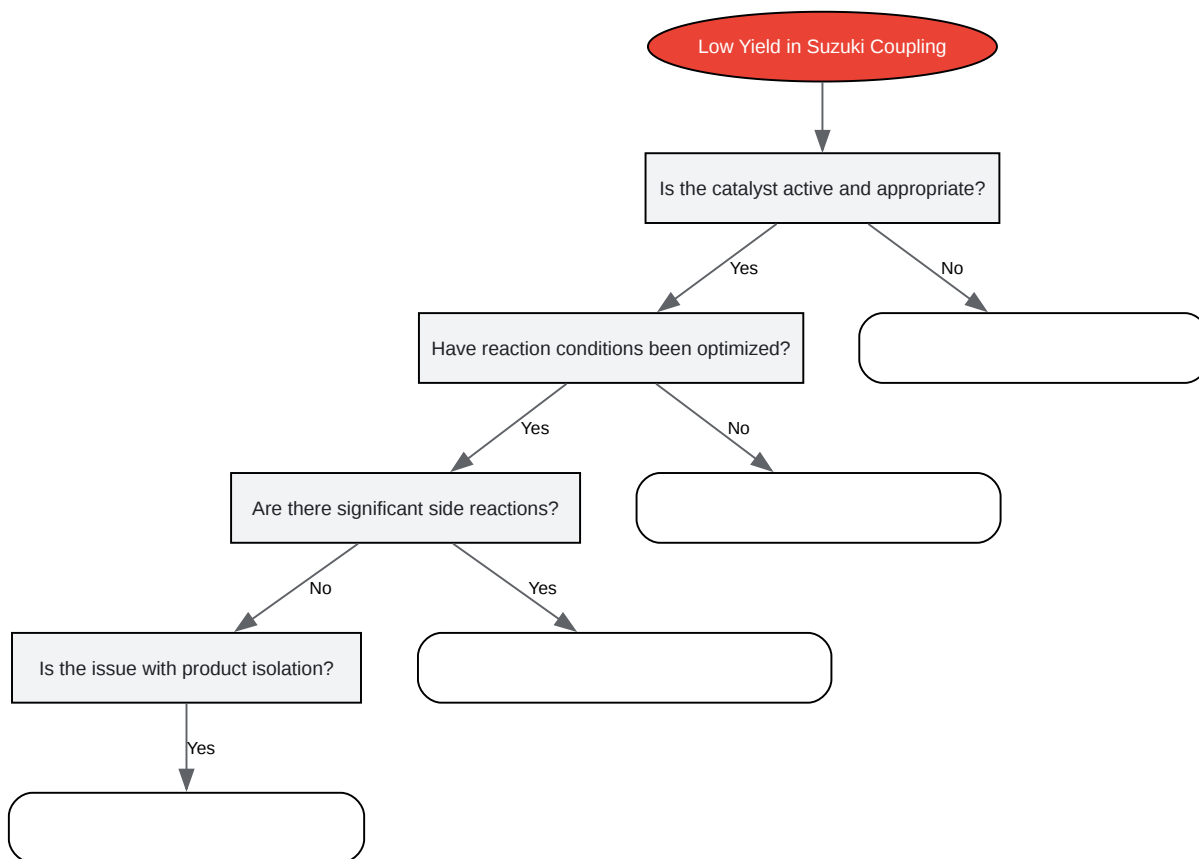 Low Yield in Suzuki Coupling
Is the catalyst active and appropriate?
Yes
No
Have reaction conditions been optimized?
Yes
No
Are there significant side reactions?
No
Yes
Is the issue with product isolation?
Yes